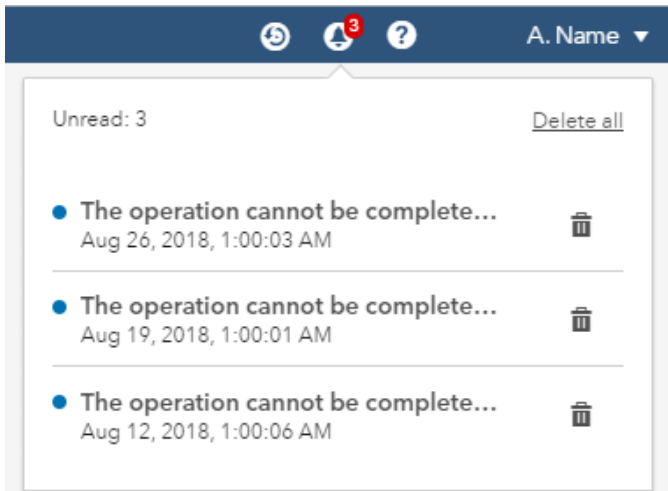 3
?
A. Name
Unread: 3
Delete all
The operation cannot be complete...
Aug 26, 2018, 1:00:03 AM
The operation cannot be complete...
Aug 19, 2018, 1:00:01 AM
The operation cannot be complete...
Aug 12, 2018, 1:00:06 AM